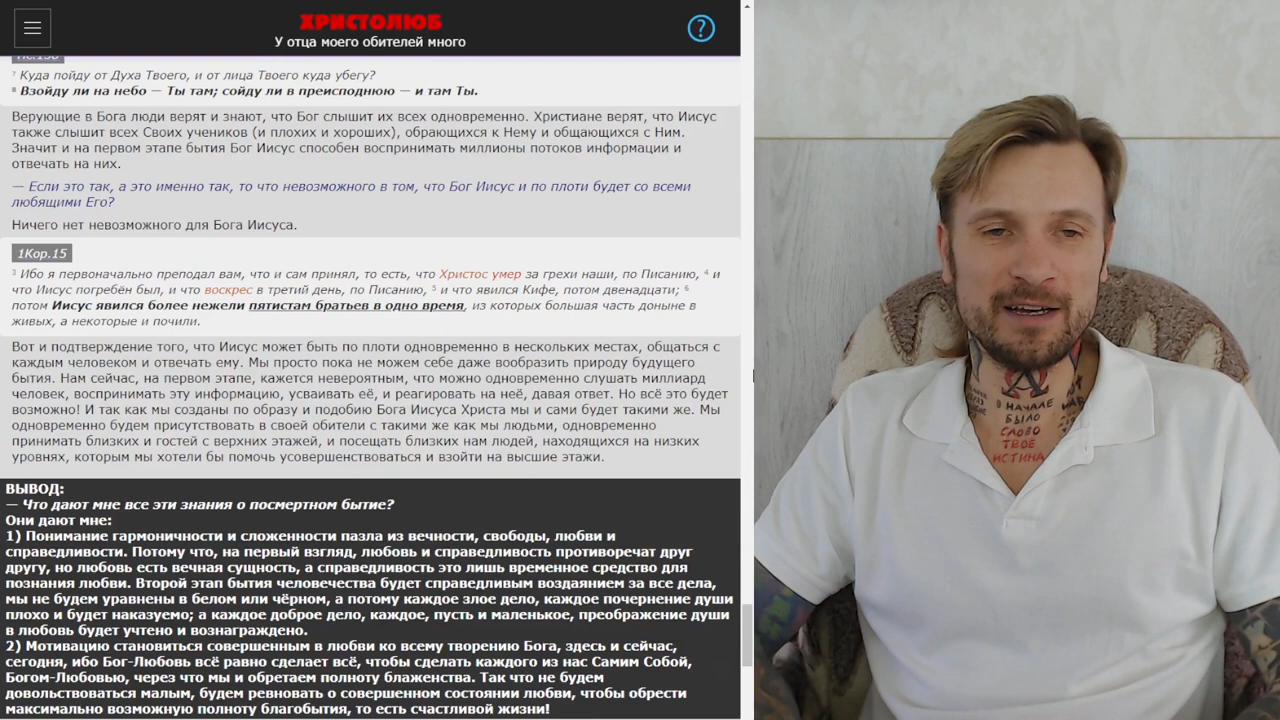 ХРИСТОЛЮБ
У отца моего обителей много
?
⁷ Куда пойду от Духа Твоего, и от лица Твоего куда убегу?
⁸ Взойду ли на небо — Ты там; сойду ли в преисподнюю — и там Ты.
Верующие в Бога люди верят и знают, что Бог слышит их всех одновременно. Христиане верят, что Иисус
также слышит всех Своих учеников (и плохих и хороших), обрающихся к Нему и общающихся с Ним.
Значит и на первом этапе бытия Бог Иисус способен воспринимать миллионы потоков информации и
отвечать на них.
— Если это так, а это именно так, то что невозможного в том, что Бог Иисус и по плоти будет со всеми
любящими Его?
Ничего нет невозможного для Бога Иисуса.
1Кор.15
³ Ибо я первоначально преподал вам, что и сам принял, то есть, что Христос умер за грехи наши, по Писанию, ⁴ и
что Иисус погребён был, и что воскрес в третий день, по Писанию, ⁵ и что явился Кифе, потом двенадцати; ⁶
потом Иисус явился более нежели пятистам братьев в одно время, из которых большая часть доныне в
живых, а некоторые и почили.
Вот и подтверждение того, что Иисус может быть по плоти одновременно в нескольких местах, общаться с
каждым человеком и отвечать ему. Мы просто пока не можем себе даже вообразить природу будущего
бытия. Нам сейчас, на первом этапе, кажется невероятным, что можно одновременно слушать миллиард
человек, воспринимать эту информацию, усваивать её, и реагировать на неё, давая ответ. Но всё это будет
возможно! И так как мы созданы по образу и подобию Бога Иисуса Христа мы и сами будет такими же. Мы
одновременно будем присутствовать в своей обители с такими же как мы людьми, одновременно
принимать близких и гостей с верхних этажей, и посещать близких нам людей, находящихся на низких
уровнях, которым мы хотели бы помочь усовершенствоваться и взойти на высшие этажи.
ВЫВОД:
— Что дают мне все эти знания о посмертном бытие?
Они дают мне:
1) Понимание гармоничности и сложенности пазла из вечности, свободы, любви и
справедливости. Потому что, на первый взгляд, любовь и справедливость противоречат друг
другу, но любовь есть вечная сущность, а справедливость это лишь временное средство для
познания любви. Второй этап бытия человечества будет справедливым воздаянием за все дела,
мы не будем уравнены в белом или чёрном, а потому каждое злое дело, каждое почернение души
плохо и будет наказуемо; а каждое доброе дело, каждое, пусть и маленькое, преображение души
в любовь будет учтено и вознаграждено.
2) Мотивацию становиться совершенным в любви ко всему творению Бога, здесь и сейчас,
сегодня, ибо Бог-Любовь всё равно сделает всё, чтобы сделать каждого из нас Самим Собой,
Богом-Любовью, через что мы и обретаем полноту блаженства. Так что не будем
довольствоваться малым, будем ревновать о совершенном состоянии любви, чтобы обрести
максимально возможную полноту благобытия, то есть счастливой жизни!
В НАЧАЛЕ
БЫЛО
СЛОВО
ТВОЁ
ИСТИНА